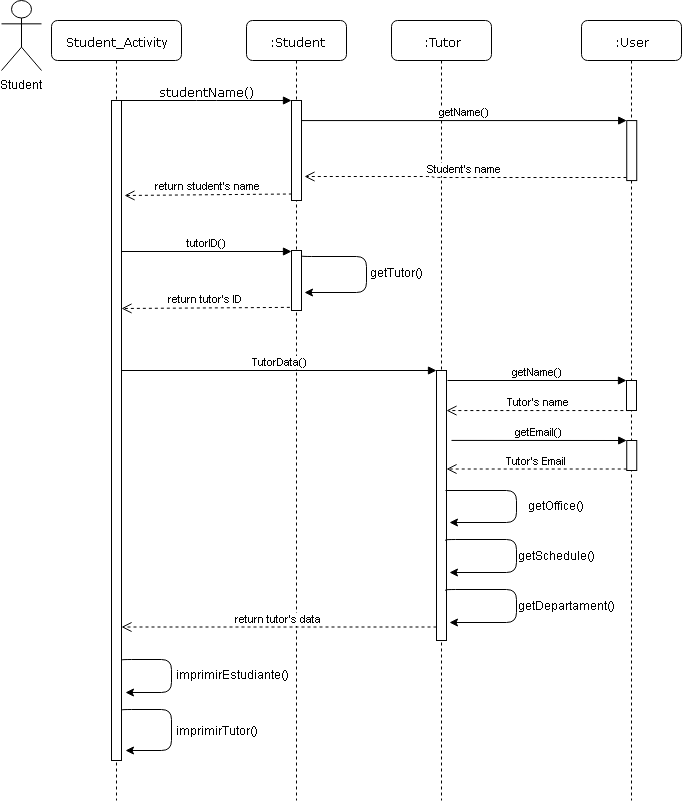 Student
Student_Activity
:Student
:Tutor
:User
studentName()
getName()
Student's name
return student's name
tutorID()
getTutor()
return tutor's ID
TutorData()
getName()
Tutor's name
getEmail()
Tutor's Email
getOffice()
getSchedule()
getDepartament()
return tutor's data
imprimirEstudiante()
imprimirTutor()